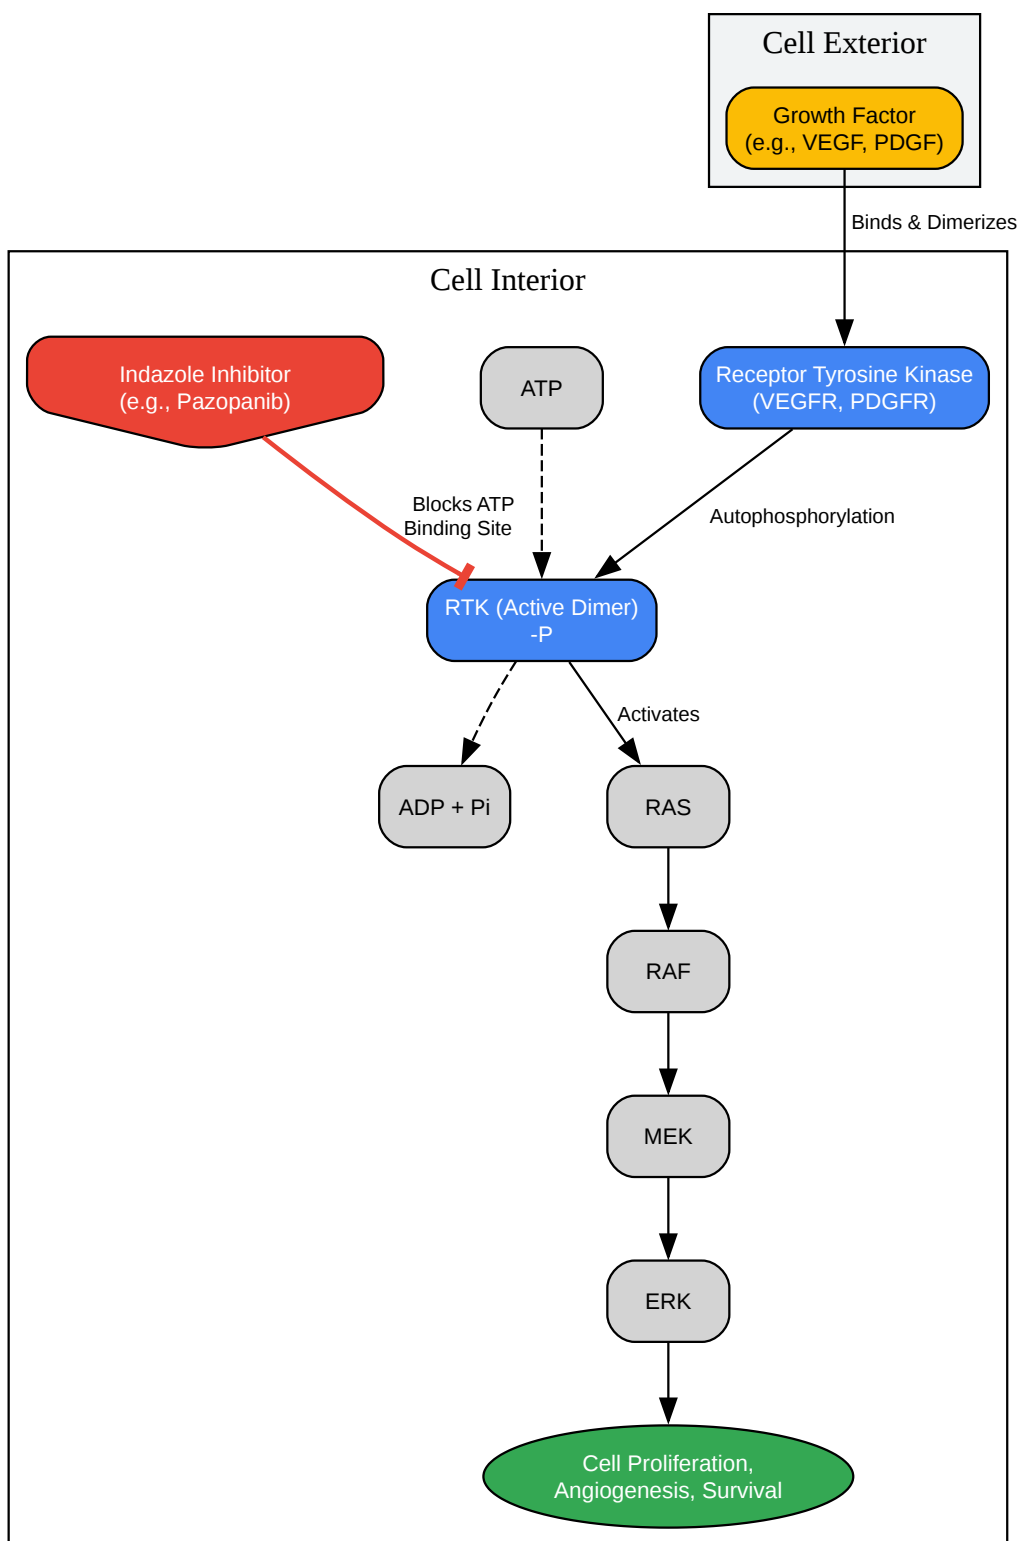 Cell Exterior
Growth Factor
(e.g., VEGF, PDGF)
Binds & Dimerizes
Cell Interior
Indazole Inhibitor
(e.g., Pazopanib)
ATP
Receptor Tyrosine Kinase
(VEGFR, PDGFR)
Blocks ATP
Binding Site
Autophosphorylation
RTK (Active Dimer)
-P
Activates
ADP + Pi
RAS
RAF
MEK
ERK
Cell Proliferation,
Angiogenesis, Survival